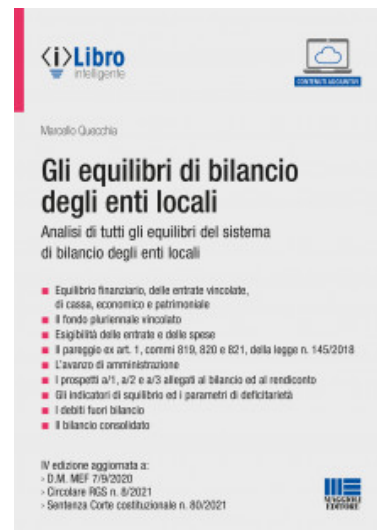 <i>Libro
intelligente
CONTENUTI AGGIUNTIVI
Marcello Quecchia
Gli equilibri di bilancio
degli enti locali
Analisi di tutti gli equilibri del sistema
di bilancio degli enti locali
Equilibrio finanziario, delle entrate vincolate,
di cassa, economico e patrimoniale
Il fondo pluriennale vincolato
Esigibilità delle entrate e delle spese
Il pareggio ex art. 1, commi 819, 820 e 821, della legge n. 145/2018
L'avanzo di amministrazione
I prospetti a/1, a/2 e a/3 allegati al bilancio ed al rendiconto
Gli indicatori di squilibrio ed i parametri di deficitarietà
I debiti fuori bilancio
Il bilancio consolidato
IV edizione aggiornata a:
› D.M. MEF 7/9/2020
› Circolare RGS n. 8/2021
› Sentenza Corte costituzionale n. 80/2021
MAGGIOLI
EDITORE